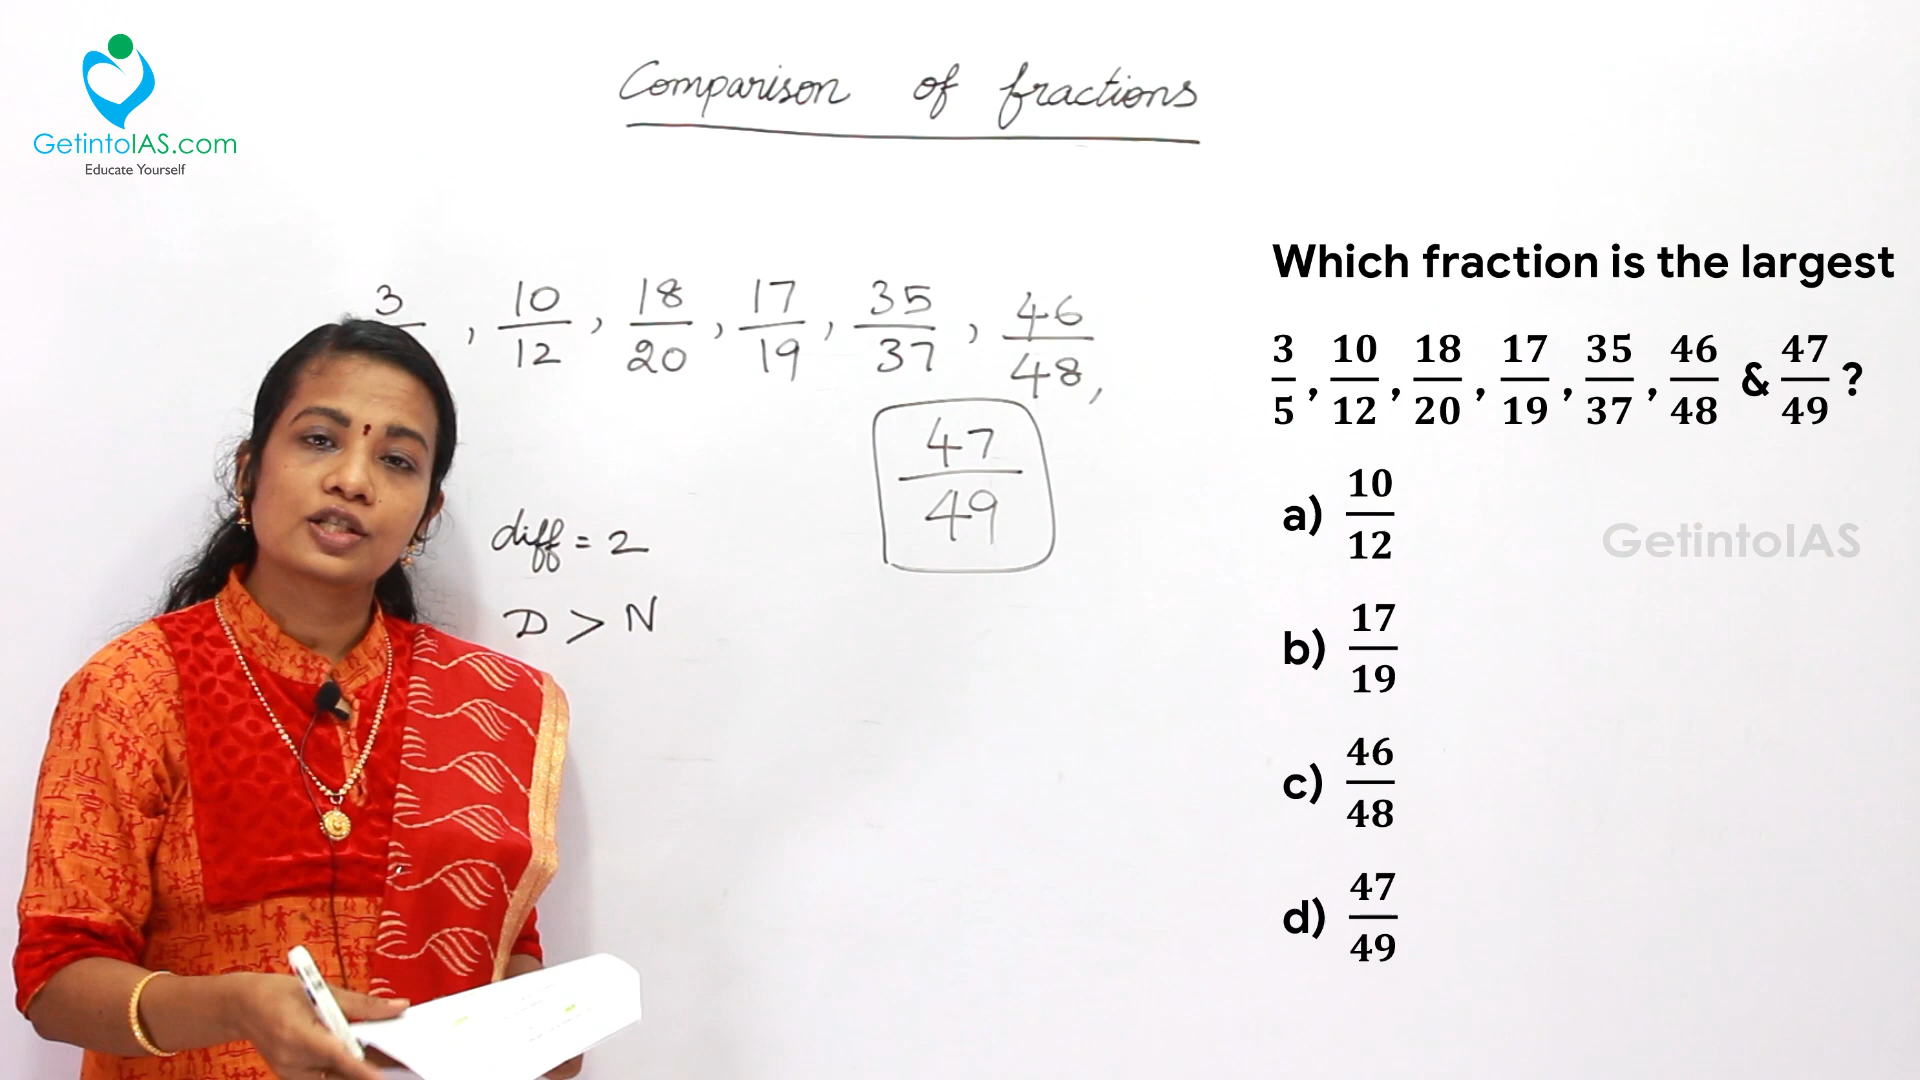 GetintoIAS.com
Educate Yourself
Comparison of fractions
3 , 10/12 , 18/20 , 17/19 , 35/37 , 46/48 ,
47/49
diff = 2
D > N
Which fraction is the largest
3/5 , 10/12 , 18/20 , 17/19 , 35/37 , 46/48 & 47/49 ?
a) 10/12
GetintoIAS
b) 17/19
c) 46/48
d) 47/49